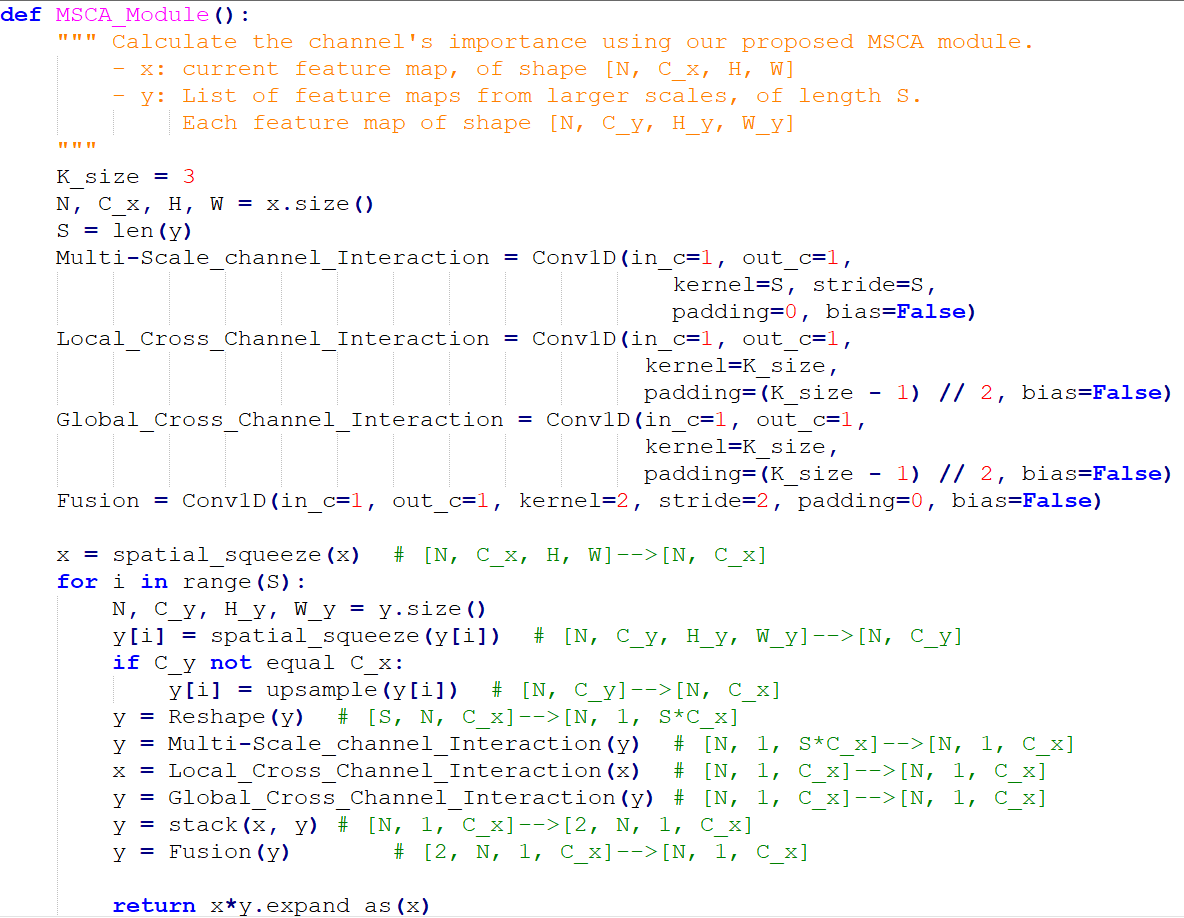 def MSCA_Module():
    """ Calculate the channel's importance using our proposed MSCA module.
        - x: current feature map, of shape [N, C_x, H, W]
        - y: List of feature maps from larger scales, of length S.
             Each feature map of shape [N, C_y, H_y, W_y]
    """
    K_size = 3
    N, C_x, H, W = x.size()
    S = len(y)
    Multi-Scale_channel_Interaction = Conv1D(in_c=1, out_c=1,
                                            kernel=S, stride=S,
                                            padding=0, bias=False)
    Local_Cross_Channel_Interaction = Conv1D(in_c=1, out_c=1,
                                          kernel=K_size,
                                          padding=(K_size - 1) // 2, bias=False)
    Global_Cross_Channel_Interaction = Conv1D(in_c=1, out_c=1,
                                          kernel=K_size,
                                          padding=(K_size - 1) // 2, bias=False)
    Fusion = Conv1D(in_c=1, out_c=1, kernel=2, stride=2, padding=0, bias=False)

    x = spatial_squeeze(x)  # [N, C_x, H, W]-->[N, C_x]
    for i in range(S):
        N, C_y, H_y, W_y = y.size()
        y[i] = spatial_squeeze(y[i])  # [N, C_y, H_y, W_y]-->[N, C_y]
        if C_y not equal C_x:
            y[i] = upsample(y[i])  # [N, C_y]-->[N, C_x]
        y = Reshape(y)  # [S, N, C_x]-->[N, 1, S*C_x]
        y = Multi-Scale_channel_Interaction(y)  # [N, 1, S*C_x]-->[N, 1, C_x]
        x = Local_Cross_Channel_Interaction(x)  # [N, 1, C_x]-->[N, 1, C_x]
        y = Global_Cross_Channel_Interaction(y) # [N, 1, C_x]-->[N, 1, C_x]
        y = stack(x, y) # [N, 1, C_x]-->[2, N, 1, C_x]
        y = Fusion(y)       # [2, N, 1, C_x]-->[N, 1, C_x]

        return x*y.expand_as(x)